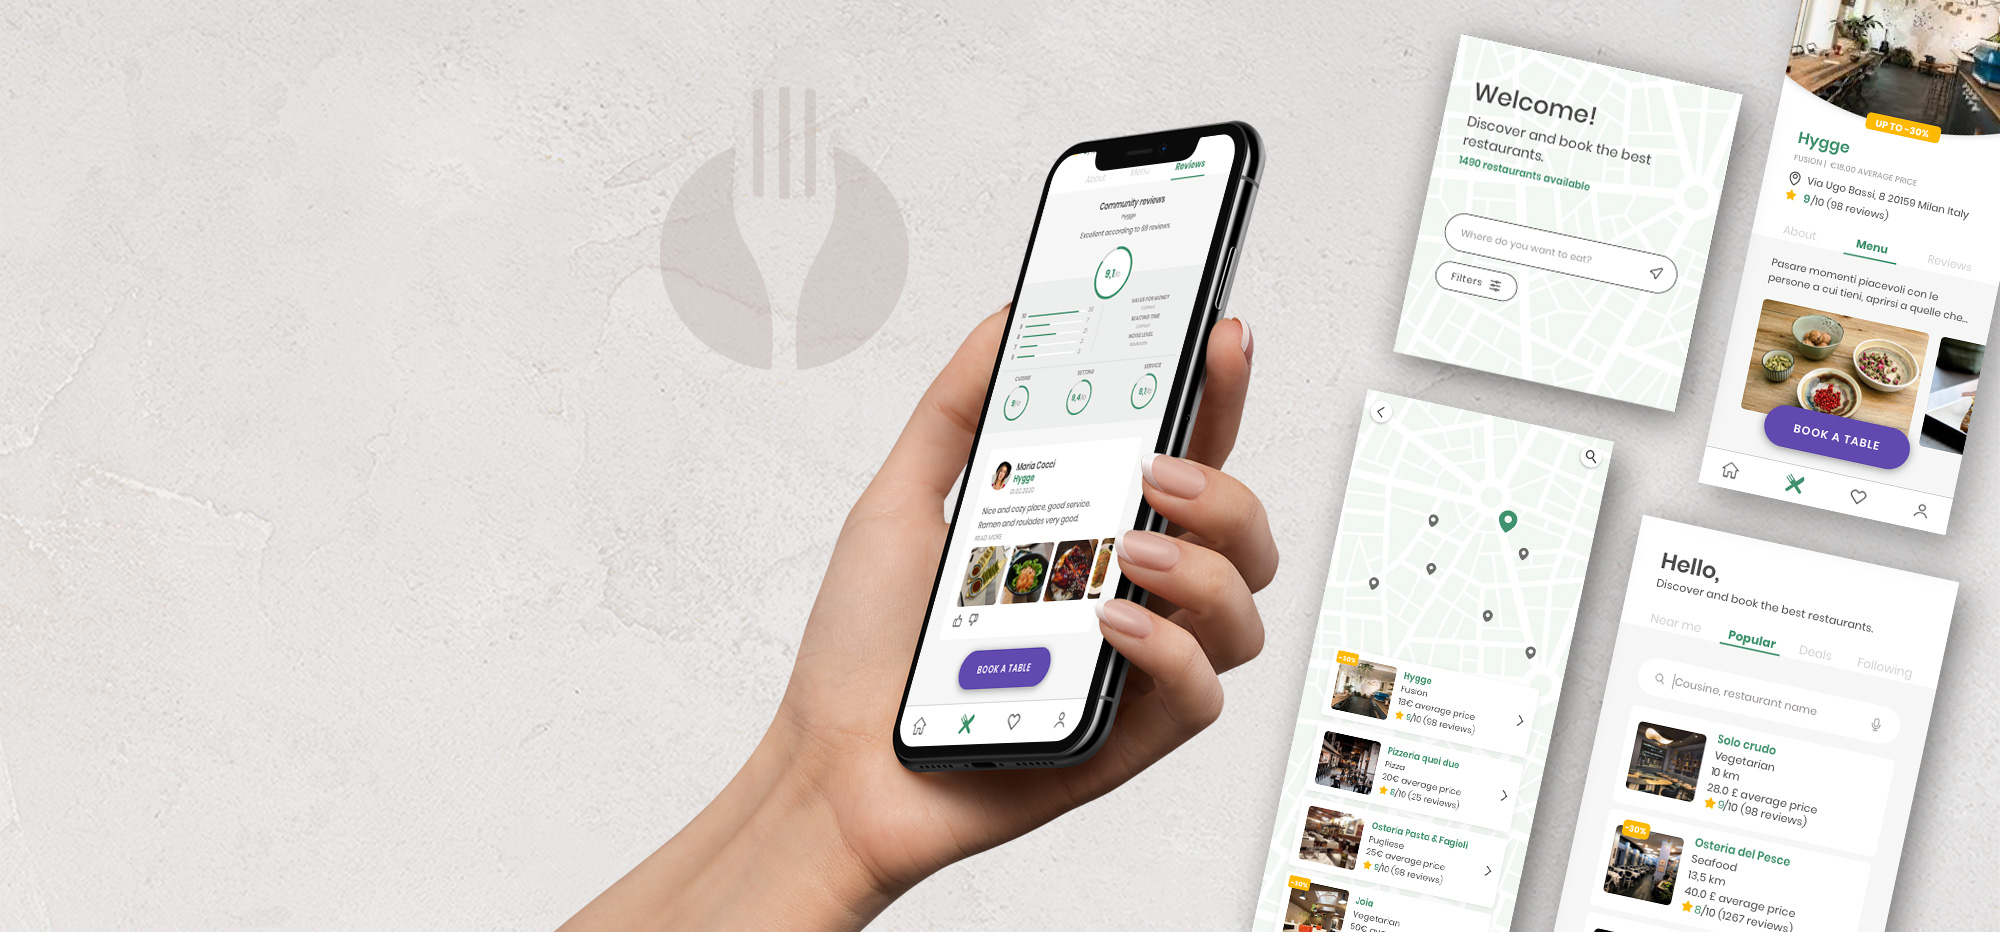 About Menu Reviews
Community reviews
Hygge
Excellent according to 98 reviews
9,1/10
VALUE FOR MONEY
WAITING TIME
NOISE LEVEL
Moderate
CUISINE SETTING SERVICE
9/10 9,4/10 9,1/10
Maria Cocci
Hygge
Nice and cozy place, good service.
Ramen and roulades very good.
READ MORE
BOOK A TABLE
Welcome!
Discover and book the best
restaurants.
1490 restaurants available
Where do you want to eat?
Filters
UP TO -30%
Hygge
FUSION | €18,00 AVERAGE PRICE
Via Ugo Bassi, 8 20159 Milan Italy
9/10 (98 reviews)
About Menu Reviews
Pasare momenti piacevoli con le
persone a cui tieni, aprirsi a quelle che...
BOOK A TABLE
-30%
Hygge
Fusion
18€ average price
9/10 (98 reviews)
Pizzeria quei due
Pizza
20€ average price
8/10 (25 reviews)
Osteria Pasta & Fagioli
Pugliese
25€ average price
9/10 (98 reviews)
-30%
Joia
Vegetarian
50€
Hello,
Discover and book the best restaurants.
Near me Popular Deals Following
Cousine, restaurant name
Solo crudo
Vegetarian
10 km
28.0 £ average price
9/10 (98 reviews)
-30%
Osteria del Pesce
Seafood
13,5 km
40.0 £ average price
8/10 (1267 reviews)